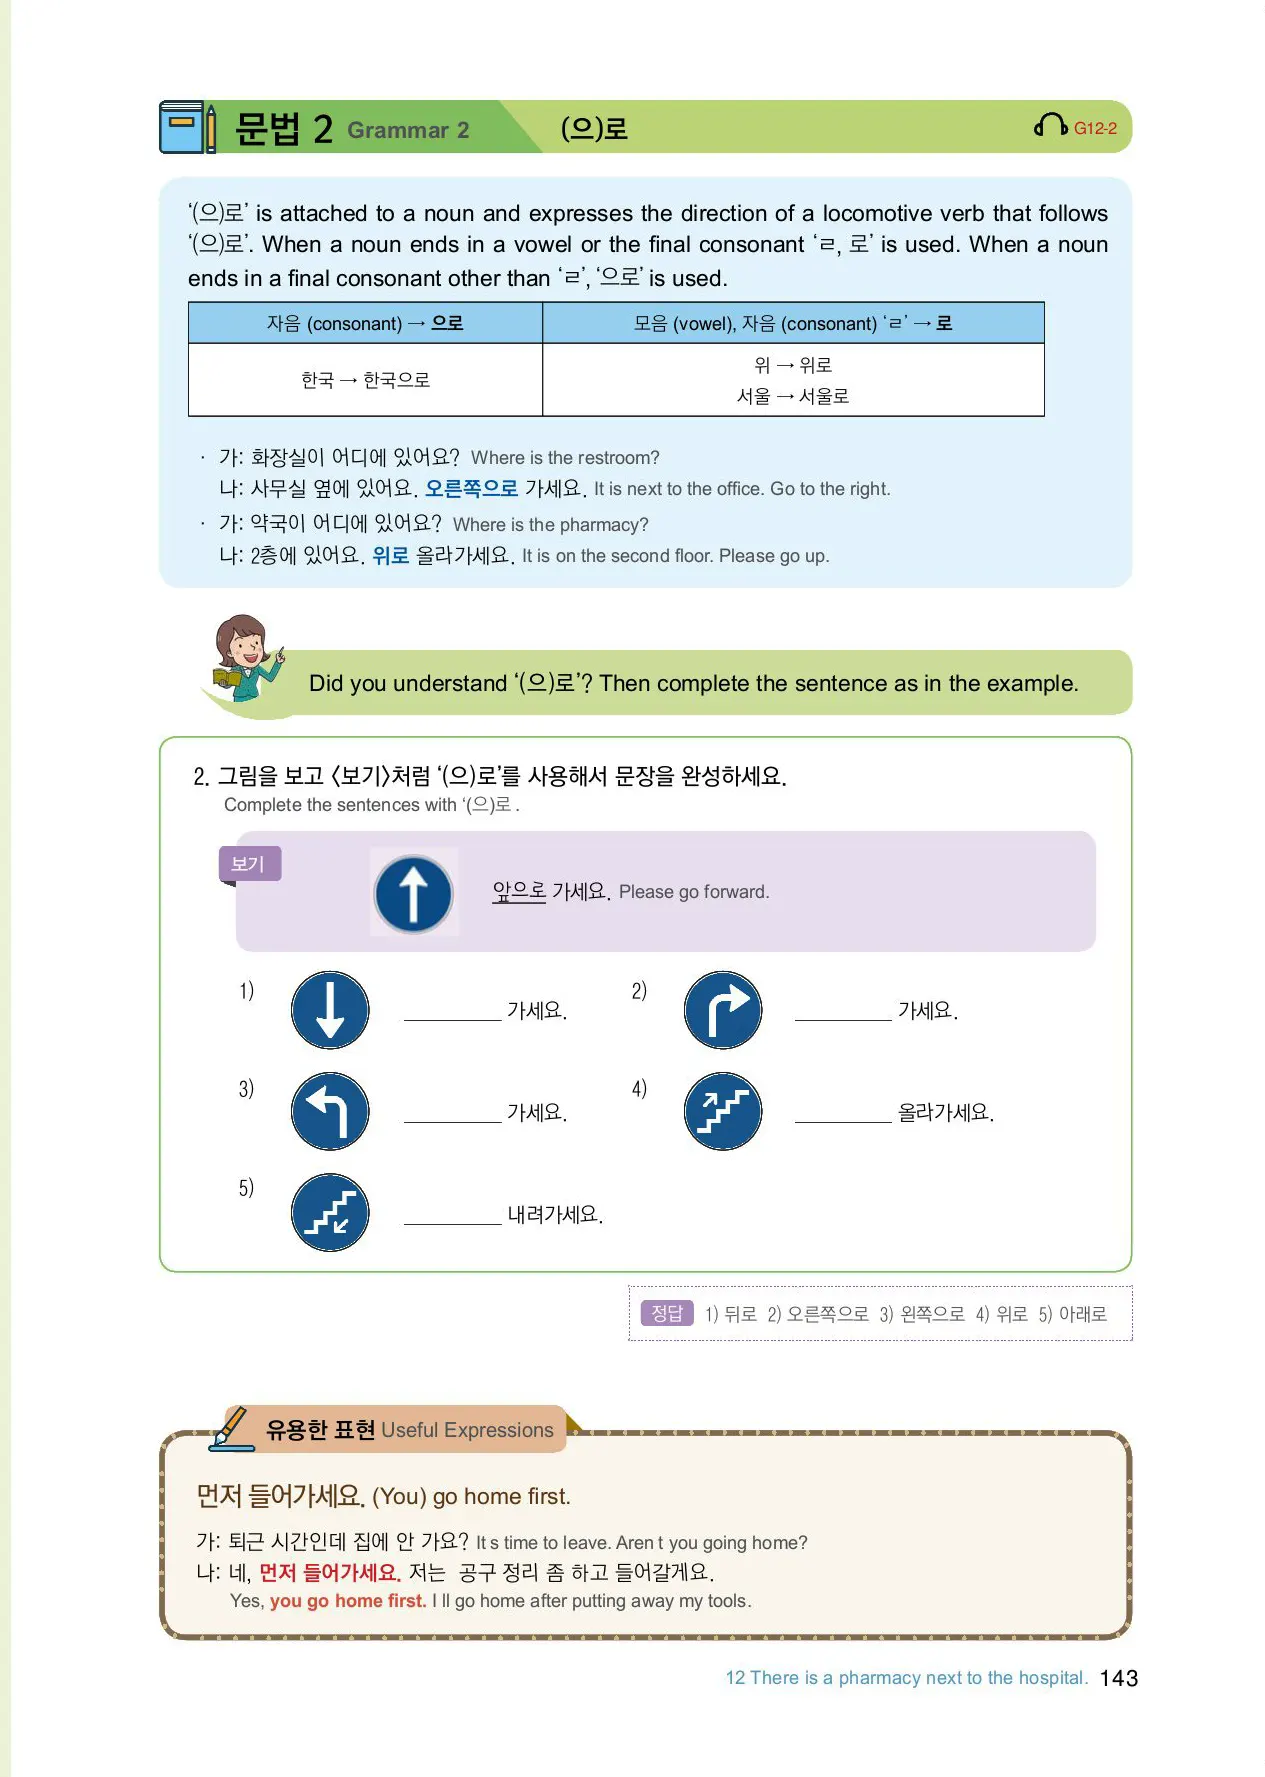 문법 2 Grammar 2 (으)로 G12-2
‘(으)로’ is attached to a noun and expresses the direction of a locomotive verb that follows
‘(으)로’. When a noun ends in a vowel or the final consonant ‘ㄹ, 로’ is used. When a noun
ends in a final consonant other than ‘ㄹ’, ‘으로’ is used.
자음 (consonant) → 으로 모음 (vowel), 자음 (consonant) ‘ㄹ’ → 로
한국 → 한국으로
위 → 위로
서울 → 서울로
· 가: 화장실이 어디에 있어요? Where is the restroom?
나: 사무실 옆에 있어요. 오른쪽으로 가세요. It is next to the office. Go to the right.
· 가: 약국이 어디에 있어요? Where is the pharmacy?
나: 2층에 있어요. 위로 올라가세요. It is on the second floor. Please go up.
Did you understand ‘(으)로’? Then complete the sentence as in the example.
2. 그림을 보고 〈보기〉처럼 ‘(으)로’를 사용해서 문장을 완성하세요.
Complete the sentences with ‘(으)로 .
보기
앞으로 가세요. Please go forward.
1) ________ 가세요. 2) ________ 가세요.
3) ________ 가세요. 4) ________ 올라가세요.
5) ________ 내려가세요.
정답 1) 뒤로 2) 오른쪽으로 3) 왼쪽으로 4) 위로 5) 아래로
유용한 표현 Useful Expressions
먼저 들어가세요. (You) go home first.
가: 퇴근 시간인데 집에 안 가요? It s time to leave. Aren t you going home?
나: 네, 먼저 들어가세요. 저는 공구 정리 좀 하고 들어갈게요.
Yes, you go home first. I ll go home after putting away my tools.
12 There is a pharmacy next to the hospital. 143